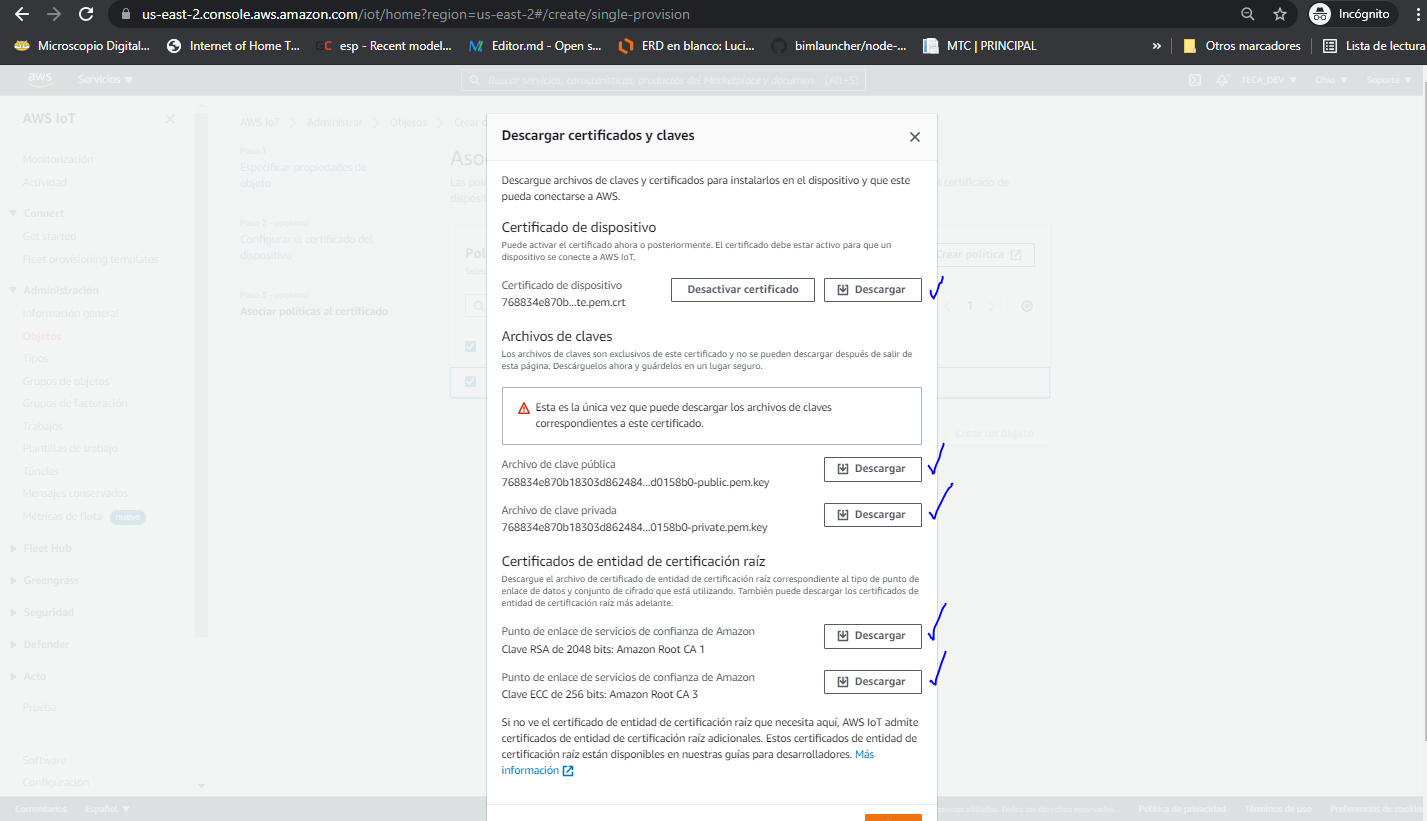 us-east-2.console.aws.amazon.com/iot/home?region=us-east-2#/create/single-provision
Incógnito
Microscopio Digital...
Internet of Home T...
GC esp - Recent model...
Editor.md - Open s...
ERD en blanco: Luci...
bimlauncher/node-...
MTC | PRINCIPAL
»
Otros marcadores
Lista de lectura
aws
Servicios
Buscar servicios, características, productos del Marketplace y documen [Alt+S]
TECA_DEV
Ohio
Soporte
AWS IoT
Monitorización
Actividad
Connect
Get started
Fleet provisioning templates
Administración
Información general
Objetos
Tipos
Grupos de objetos
Grupos de facturación
Trabajos
Plantillas de trabajo
Túneles
Mensajes conservados
Métricas de flota nuevo
Fleet Hub
Greengrass
Seguridad
Defender
Acto
Prueba
Software
Configuración
AWS IoT > Administrar > Objetos > Crear
Paso 1
Especificar propiedades de
objeto
Paso 2 - opcional
Configurar el certificado del
dispositivo
Paso 3 - opcional
Asociar políticas al certificado
certificado de
Crear política
1
Crear un objeto
Descargar certificados y claves
Descargue archivos de claves y certificados para instalarlos en el dispositivo y que este
pueda conectarse a AWS.
Certificado de dispositivo
Puede activar el certificado ahora o posteriormente. El certificado debe estar activo para que un
dispositivo se conecte a AWS IoT.
Certificado de dispositivo
768834e870b...te.pem.crt
Desactivar certificado
Descargar
Archivos de claves
Los archivos de claves son exclusivos de este certificado y no se pueden descargar después de salir de
esta página. Descárguelos ahora y guárdelos en un lugar seguro.
Esta es la única vez que puede descargar los archivos de claves
correspondientes a este certificado.
Archivo de clave pública
768834e870b18303d862484...d0158b0-public.pem.key
Descargar
Archivo de clave privada
768834e870b18303d862484...0158b0-private.pem.key
Descargar
Certificados de entidad de certificación raíz
Descargue el archivo de certificado de entidad de certificación raíz correspondiente al tipo de punto de
enlace de datos y conjunto de cifrado que está utilizando. También puede descargar los certificados de
entidad de certificación raíz más adelante.
Punto de enlace de servicios de confianza de Amazon
Clave RSA de 2048 bits: Amazon Root CA 1
Descargar
Punto de enlace de servicios de confianza de Amazon
Clave ECC de 256 bits: Amazon Root CA 3
Descargar
Si no ve el certificado de entidad de certificación raíz que necesita aquí, AWS IoT admite
certificados de entidad de certificación raíz adicionales. Estos certificados de entidad de
certificación raíz están disponibles en nuestras guías para desarrolladores. Más
información
Comentarios
Español
Todos los derechos reservados.
Política de privacidad
Términos de uso
Preferencias de cookies